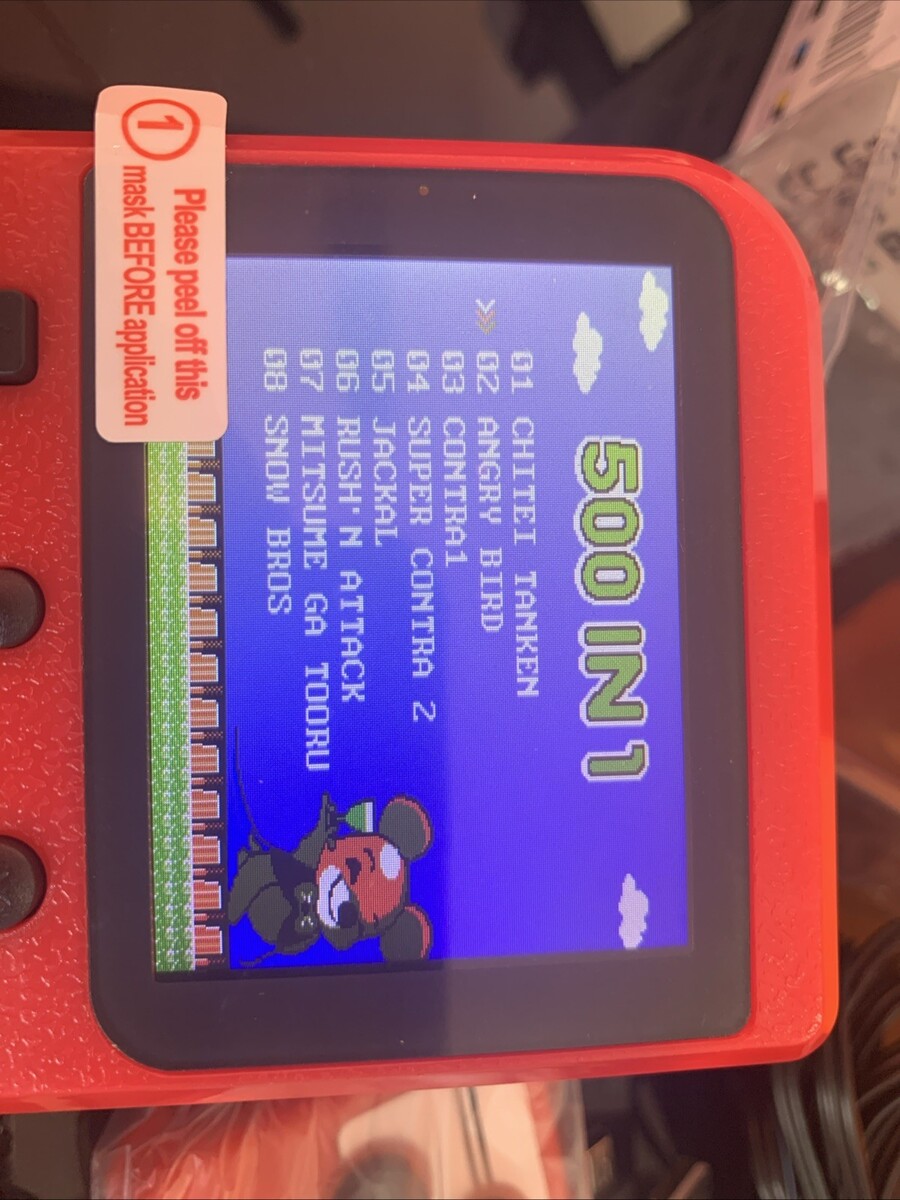 1
Please peel off this
mask BEFORE application
500 IN 1
01 CHITEI TANKEN
02 ANGRY BIRD
03 CONTRA1
04 SUPER CONTRA 2
05 JACKAL
06 RUSH'N ATTACK
07 MITSUME GA TOORU
08 SNOW BROS